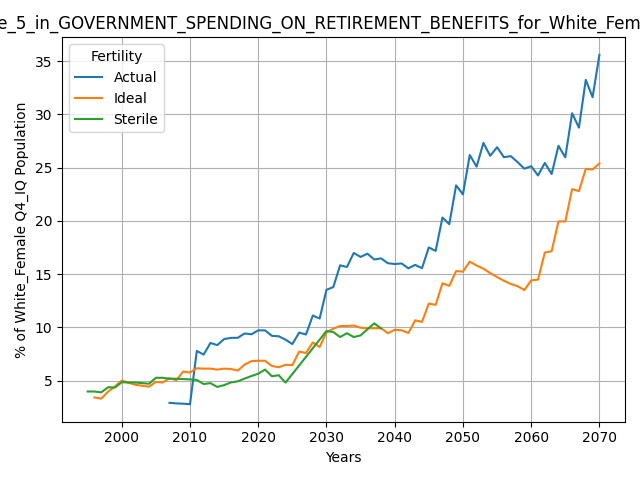 e_5_in_GOVERNMENT_SPENDING_ON_RETIREMENT_BENEFITS_for_White_Fem
Fertility
Actual
Ideal
Sterile
% of White_Female Q4_IQ Population
35
30
25
20
15
10
5
2000 2010 2020 2030 2040 2050 2060 2070
Years